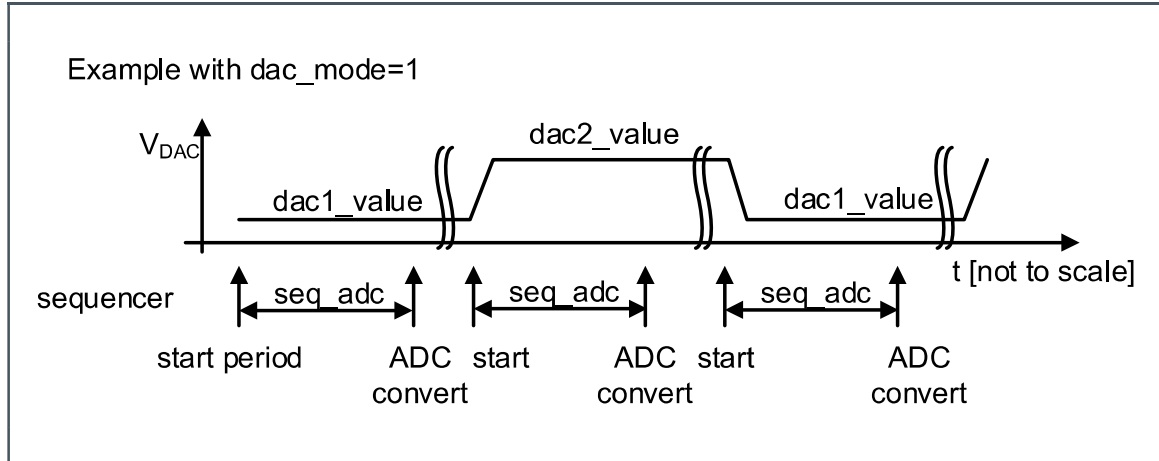 Example with dac_mode=1
V_DAC
dac2_value
dac1_value
dac1_value
t [not to scale]
sequencer
seq_adc
seq_adc
seq_adc
start period
ADC convert
start
ADC convert
start
ADC convert